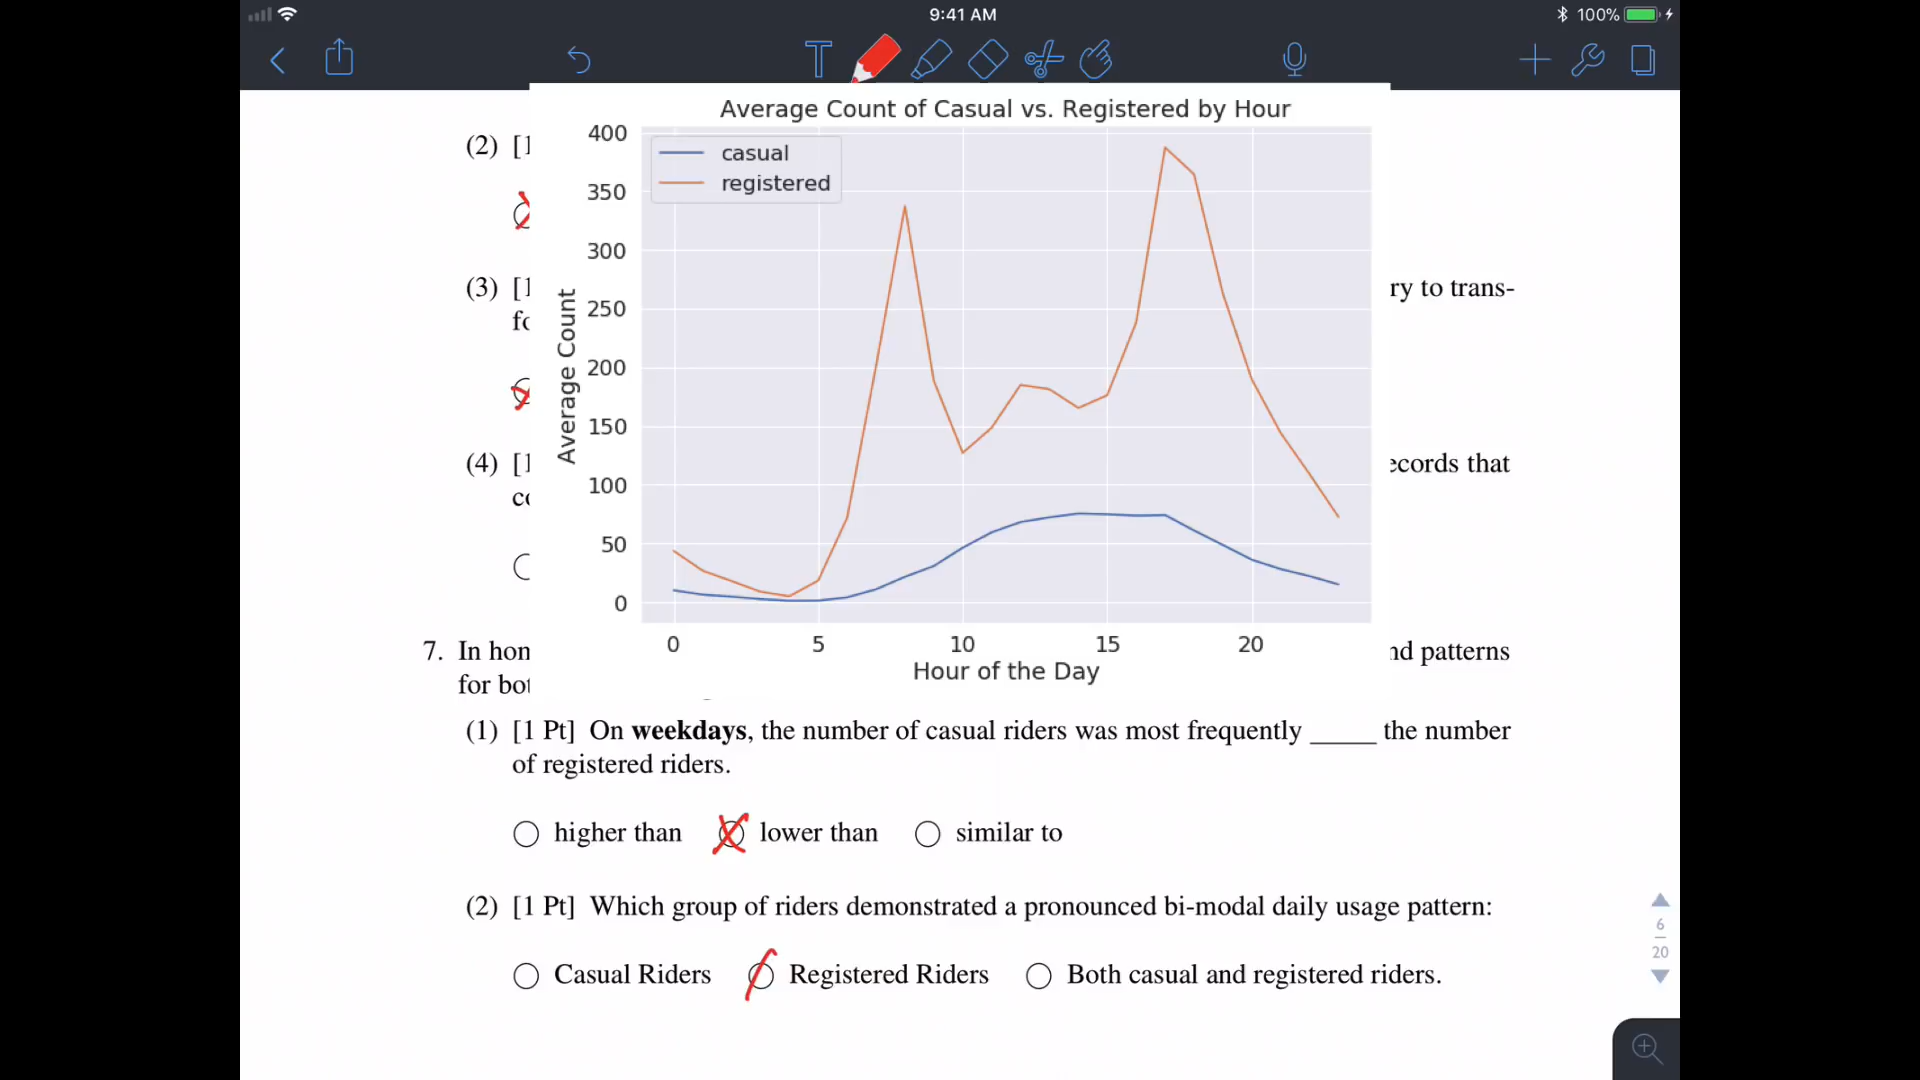 9:41 AM
100%
T
Average Count of Casual vs. Registered by Hour
400
350
300
250
200
150
100
50
0
casual
registered
Average Count
0 5 10 15 20
Hour of the Day
(2) [1
(3) [1
ry to trans-
(4) [1
ecords that
7. In
patterns
for
(1) [1 Pt] On weekdays, the number of casual riders was most frequently _____ the number
of registered riders.
higher than lower than similar to
(2) [1 Pt] Which group of riders demonstrated a pronounced bi-modal daily usage pattern:
Casual Riders Registered Riders Both casual and registered riders.
6
20